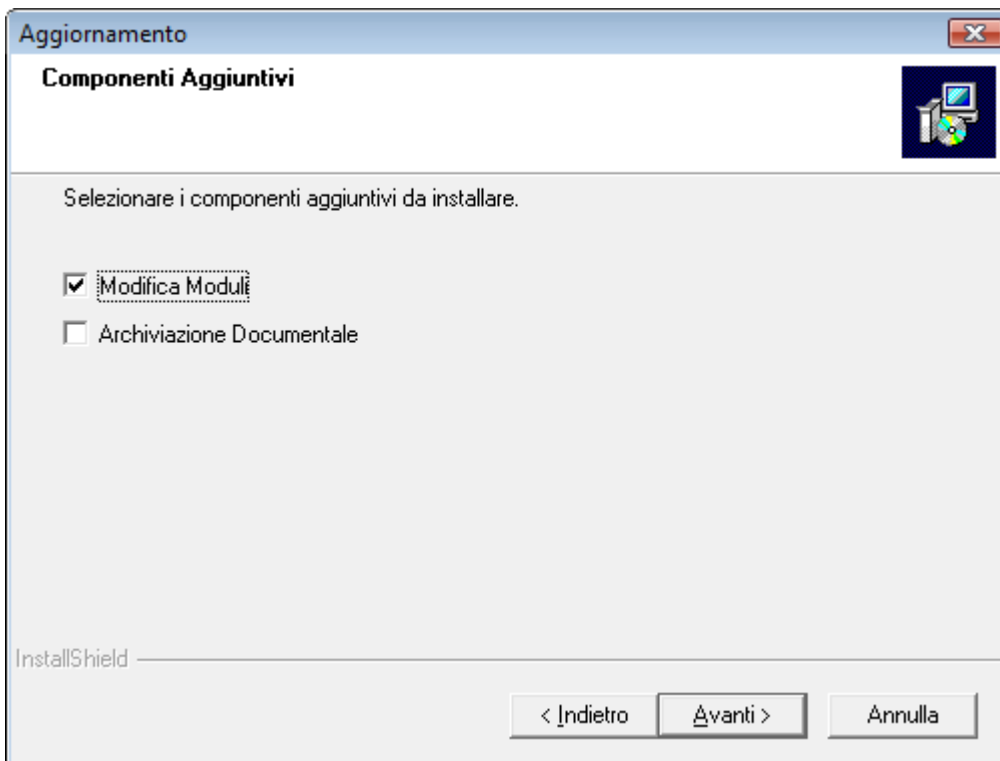 Aggiornamento
Componenti Aggiuntivi
Selezionare i componenti aggiuntivi da installare.
Modifica Moduli
Archiviazione Documentale
InstallShield
< Indietro
Avanti >
Annulla